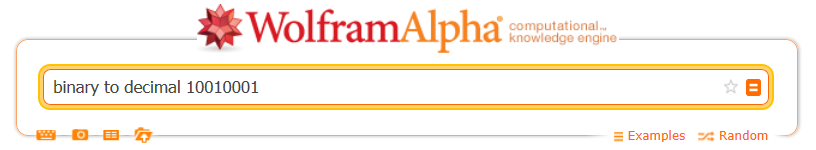 WolframAlpha computational... knowledge engine
binary to decimal 10010001
Examples Random